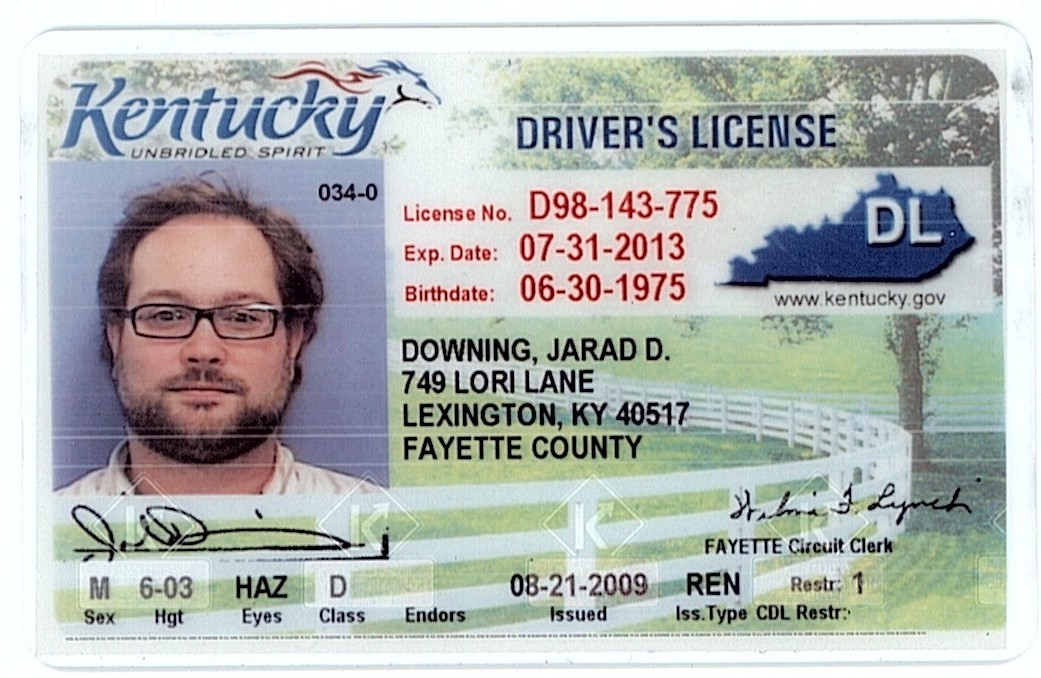 Kentucky
UNBRIDLED SPIRIT
DRIVER'S LICENSE
034-0
License No. D98-143-775
Exp. Date: 07-31-2013
Birthdate: 06-30-1975
DL
www.kentucky.gov
DOWNING, JARAD D.
749 LORI LANE
LEXINGTON, KY 40517
FAYETTE COUNTY
Wilma F. Lynch
FAYETTE Circuit Clerk
M 6-03 HAZ D 08-21-2009 REN Restr: 1
Sex Hgt Eyes Class Endors Issued Iss.Type CDL Restr: